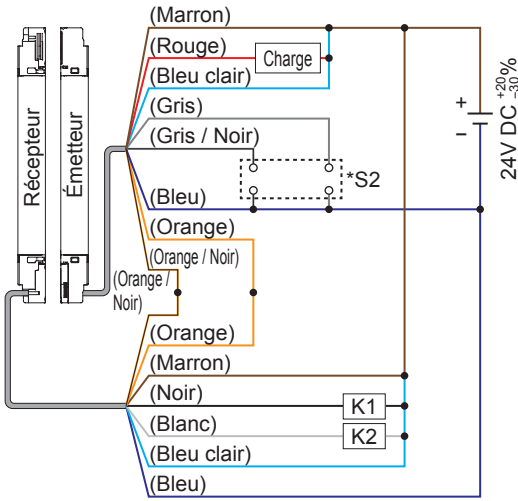 (Marron)
(Rouge)
Charge
(Bleu clair)
(Gris)
(Gris / Noir)
*S2
(Bleu)
(Orange)
(Orange / Noir)
(Orange /
Noir)
(Orange)
(Marron)
(Noir)
K1
(Blanc)
K2
(Bleu clair)
(Bleu)
Récepteur
Émetteur
+
−
24V DC +20 −30 %